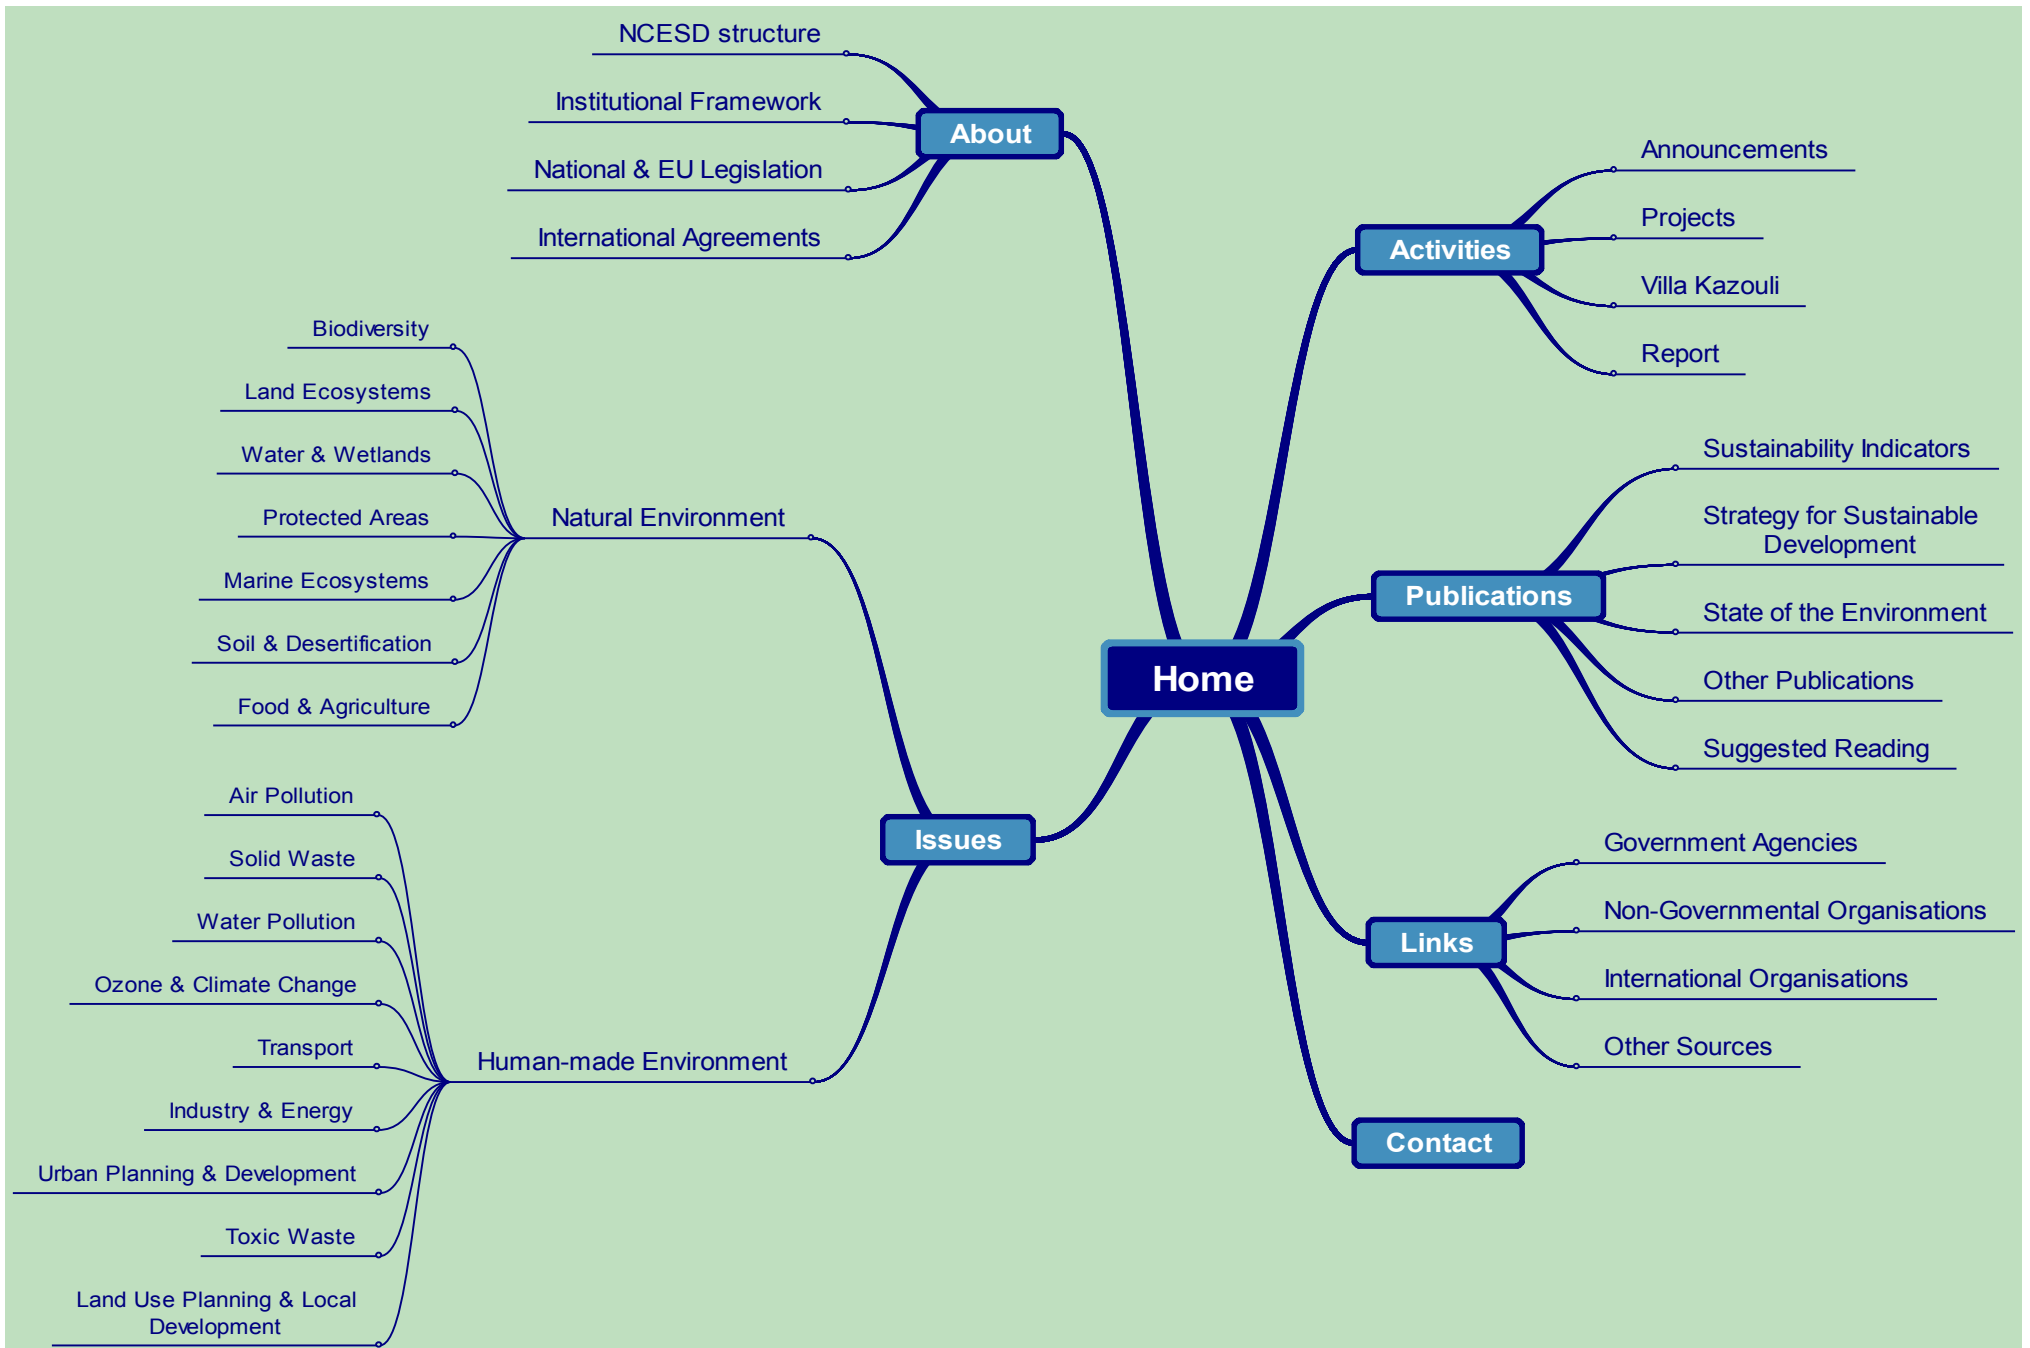 Home
About
NCESD structure
Institutional Framework
National & EU Legislation
International Agreements
Issues
Natural Environment
Biodiversity
Land Ecosystems
Water & Wetlands
Protected Areas
Marine Ecosystems
Soil & Desertification
Food & Agriculture
Human-made Environment
Air Pollution
Solid Waste
Water Pollution
Ozone & Climate Change
Transport
Industry & Energy
Urban Planning & Development
Toxic Waste
Land Use Planning & Local
Development
Activities
Announcements
Projects
Villa Kazouli
Report
Publications
Sustainability Indicators
Strategy for Sustainable
Development
State of the Environment
Other Publications
Suggested Reading
Links
Government Agencies
Non-Governmental Organisations
International Organisations
Other Sources
Contact